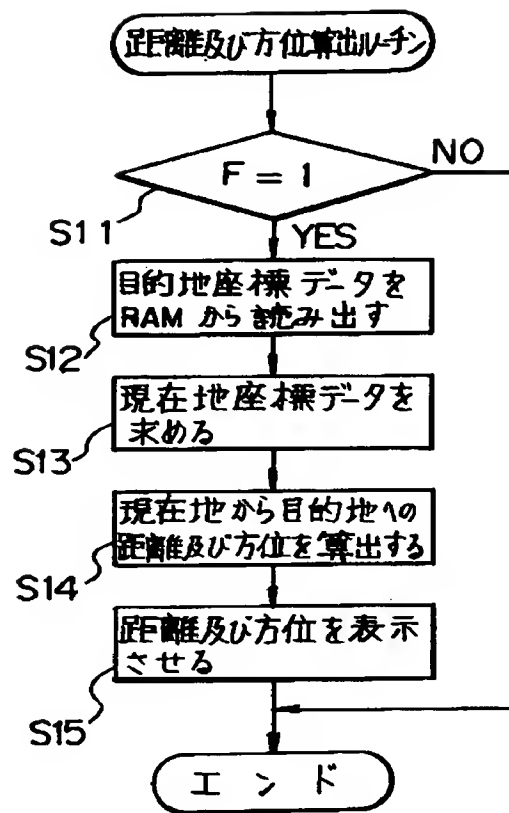 距離及び方位算出ルーチン
F = 1
NO
S11
YES
目的地座標データを
RAMから読み出す
S12
現在地座標データを
求める
S13
現在地から目的地への
距離及び方位を算出する
S14
距離及び方位を表示
させる
S15
エンド